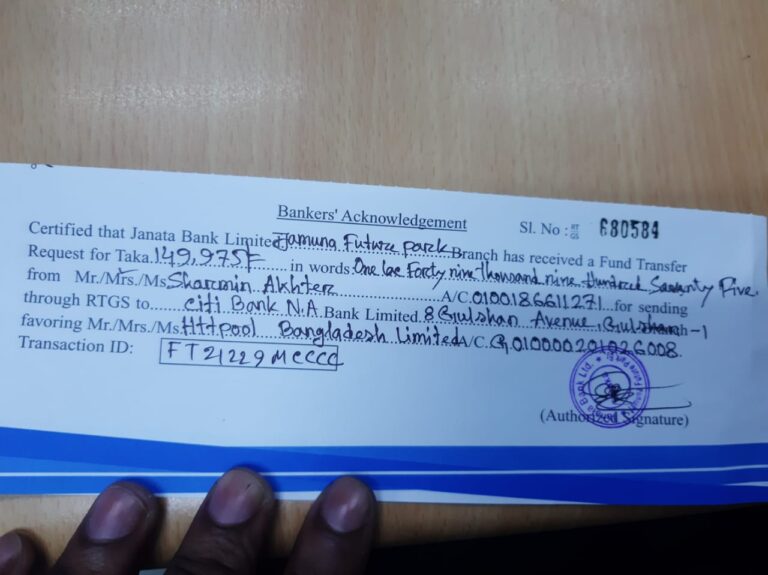 Bankers' Acknowledgement
Sl. No : 680584
Certified that Janata Bank Limited Jamuna Future park Branch has received a Fund Transfer
Request for Taka. 149,975/= in words. One lac Forty nine thousand nine Hundred Saventy Five.
from Mr./Mrs./Ms. Sharmin Akhter A/C. 0100186611271 for sending
through RTGS to Citi Bank N.A. Bank Limited. 8 Gulshan Avenue, Gulshan-1
favoring Mr./Mrs./Ms. Httpool Bangladesh Limited A/C. G010000201026008.
Transaction ID: FT21229MCCCC
(Authorized Signature)